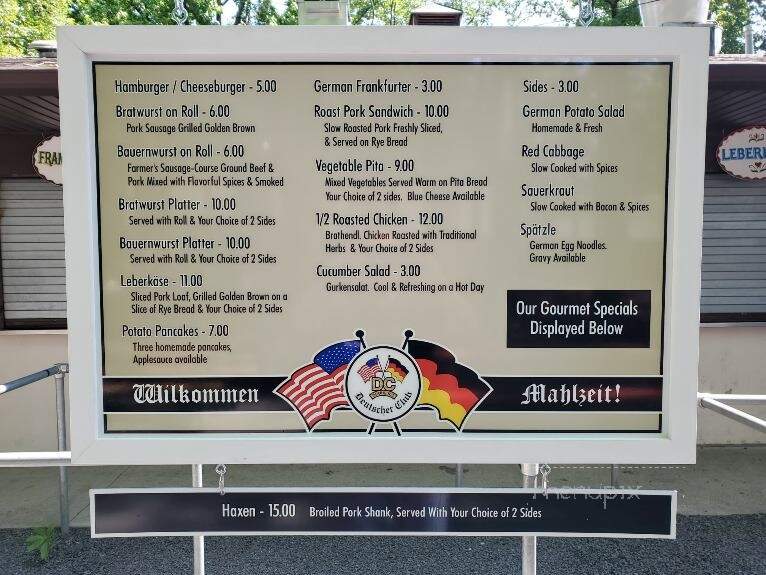 Hamburger / Cheeseburger - 5.00
Bratwurst on Roll - 6.00
Pork Sausage Grilled Golden Brown
Bauernwurst on Roll - 6.00
Farmer's Sausage-Course Ground Beef &
Pork Mixed with Flavorful Spices & Smoked
Bratwurst Platter - 10.00
Served with Roll & Your Choice of 2 Sides
Bauernwurst Platter - 10.00
Served with Roll & Your Choice of 2 Sides
Leberkäse - 11.00
Sliced Pork Loaf, Grilled Golden Brown on a
Slice of Rye Bread & Your Choice of 2 Sides
Potato Pancakes - 7.00
Three homemade pancakes,
Applesauce available
German Frankfurter - 3.00
Roast Pork Sandwich - 10.00
Slow Roasted Pork Freshly Sliced,
& Served on Rye Bread
Vegetable Pita - 9.00
Mixed Vegetables Served Warm on Pita Bread
Your Choice of 2 sides. Blue Cheese Available
1/2 Roasted Chicken - 12.00
Brathendl. Chicken Roasted with Traditional
Herbs & Your Choice of 2 Sides
Cucumber Salad - 3.00
Gurkensalat. Cool & Refreshing on a Hot Day
Sides - 3.00
German Potato Salad
Homemade & Fresh
Red Cabbage
Slow Cooked with Spices
Sauerkraut
Slow Cooked with Bacon & Spices
Spätzle
German Egg Noodles.
Gravy Available
Our Gourmet Specials
Displayed Below
Wilkommen
DC
Deutscher Club
Mahlzeit!
Haxen - 15.00 Broiled Pork Shank, Served With Your Choice of 2 Sides
FRAN
LEBER
menupix